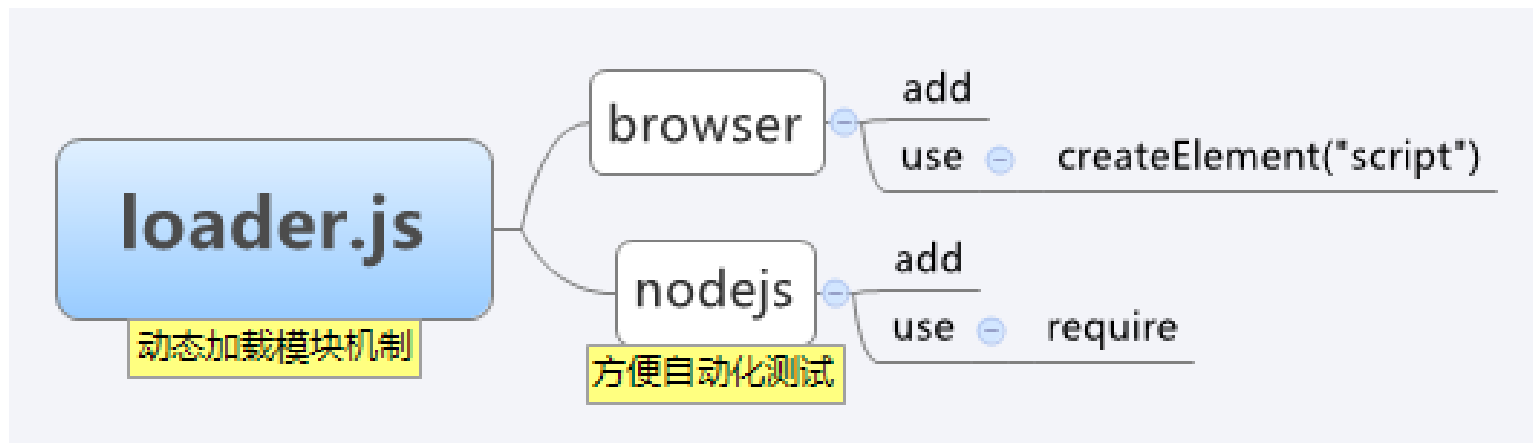 loader.js
动态加载模块机制
browser
add
use createElement("script")
nodejs
方便自动化测试
add
use require